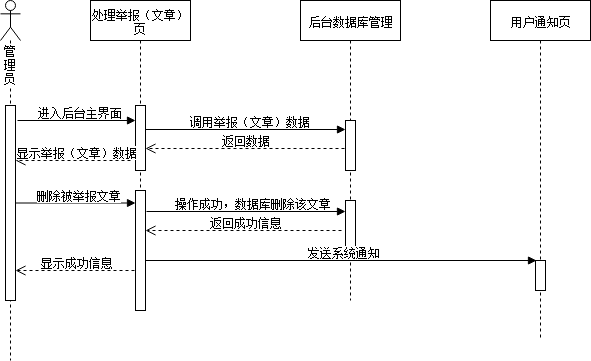 处理举报（文章）
页
后台数据库管理
用户通知页
管
理
员
进入后台主界面
调用举报（文章）数据
返回数据
显示举报（文章）数据
删除被举报文章
操作成功，数据库删除该文章
返回成功信息
发送系统通知
显示成功信息